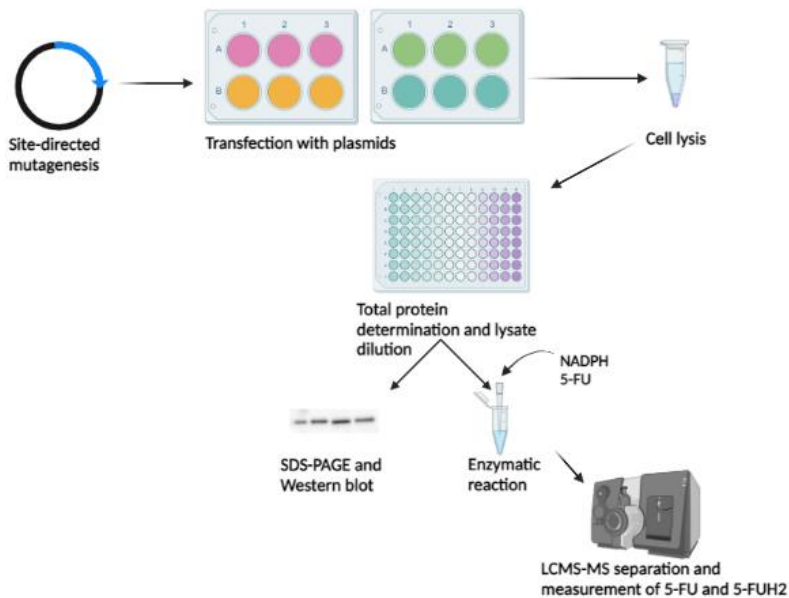 1 2 3
A
B
1 2 3
A
B
Site-directed
mutagenesis
Transfection with plasmids
Cell lysis
Total protein
determination and lysate
dilution
NADPH
5-FU
SDS-PAGE and
Western blot
Enzymatic
reaction
LCMS-MS separation and
measurement of 5-FU and 5-FUH2